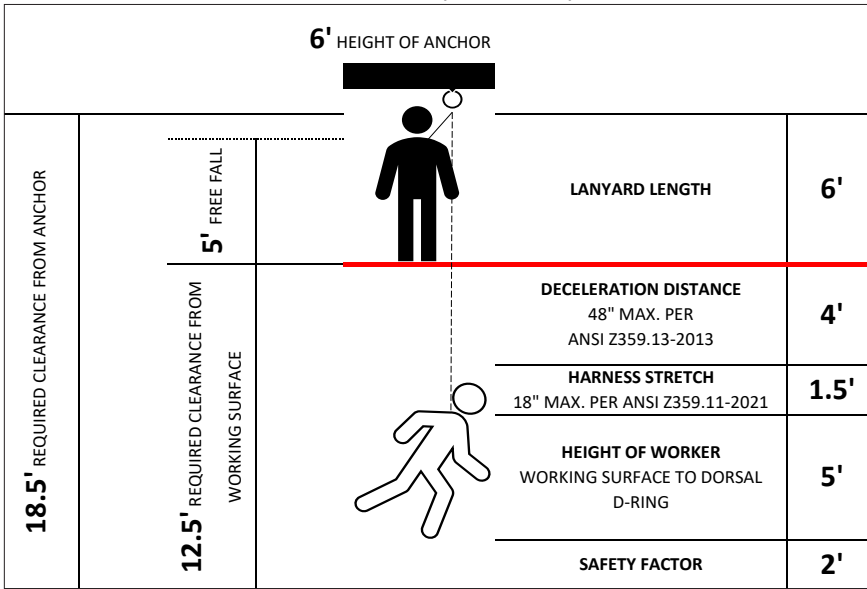 6' HEIGHT OF ANCHOR
18.5' REQUIRED CLEARANCE FROM ANCHOR
5' FREE FALL
12.5' REQUIRED CLEARANCE FROM
WORKING SURFACE
LANYARD LENGTH
6'
DECELERATION DISTANCE
48" MAX. PER
ANSI Z359.13-2013
4'
HARNESS STRETCH
18" MAX. PER ANSI Z359.11-2021
1.5'
HEIGHT OF WORKER
WORKING SURFACE TO DORSAL
D-RING
5'
SAFETY FACTOR
2'